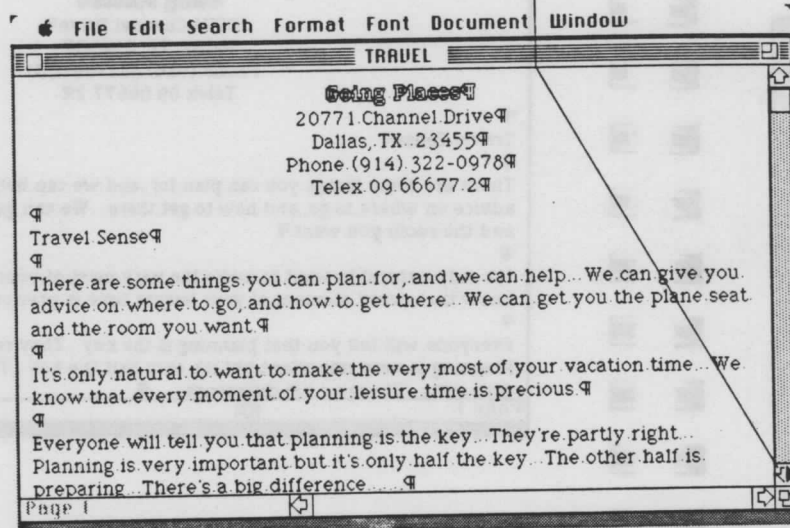 File Edit Search Format Font Document Window
TRAVEL
Going Places¶
20771.Channel.Drive¶
Dallas,.TX..23455¶
Phone.(914).322-0978¶
Telex.09.66677.2¶
¶
Travel.Sense¶
¶
There.are.some.things.you.can.plan.for,.and.we.can.help...We.can.give.you.
advice.on.where.to.go,.and.how.to.get.there...We.can.get.you.the.plane.seat.
and.the.room.you.want.¶
¶
It's.only.natural.to.want.to.make.the.very.most.of.your.vacation.time...We.
know.that.every.moment.of.your.leisure.time.is.precious.¶
¶
Everyone.will.tell.you.that.planning.is.the.key...They're.partly.right...
Planning.is.very.important.but.it's.only.half.the.key...The.other.half.is.
preparing...There's.a.big.difference......¶
Page 1